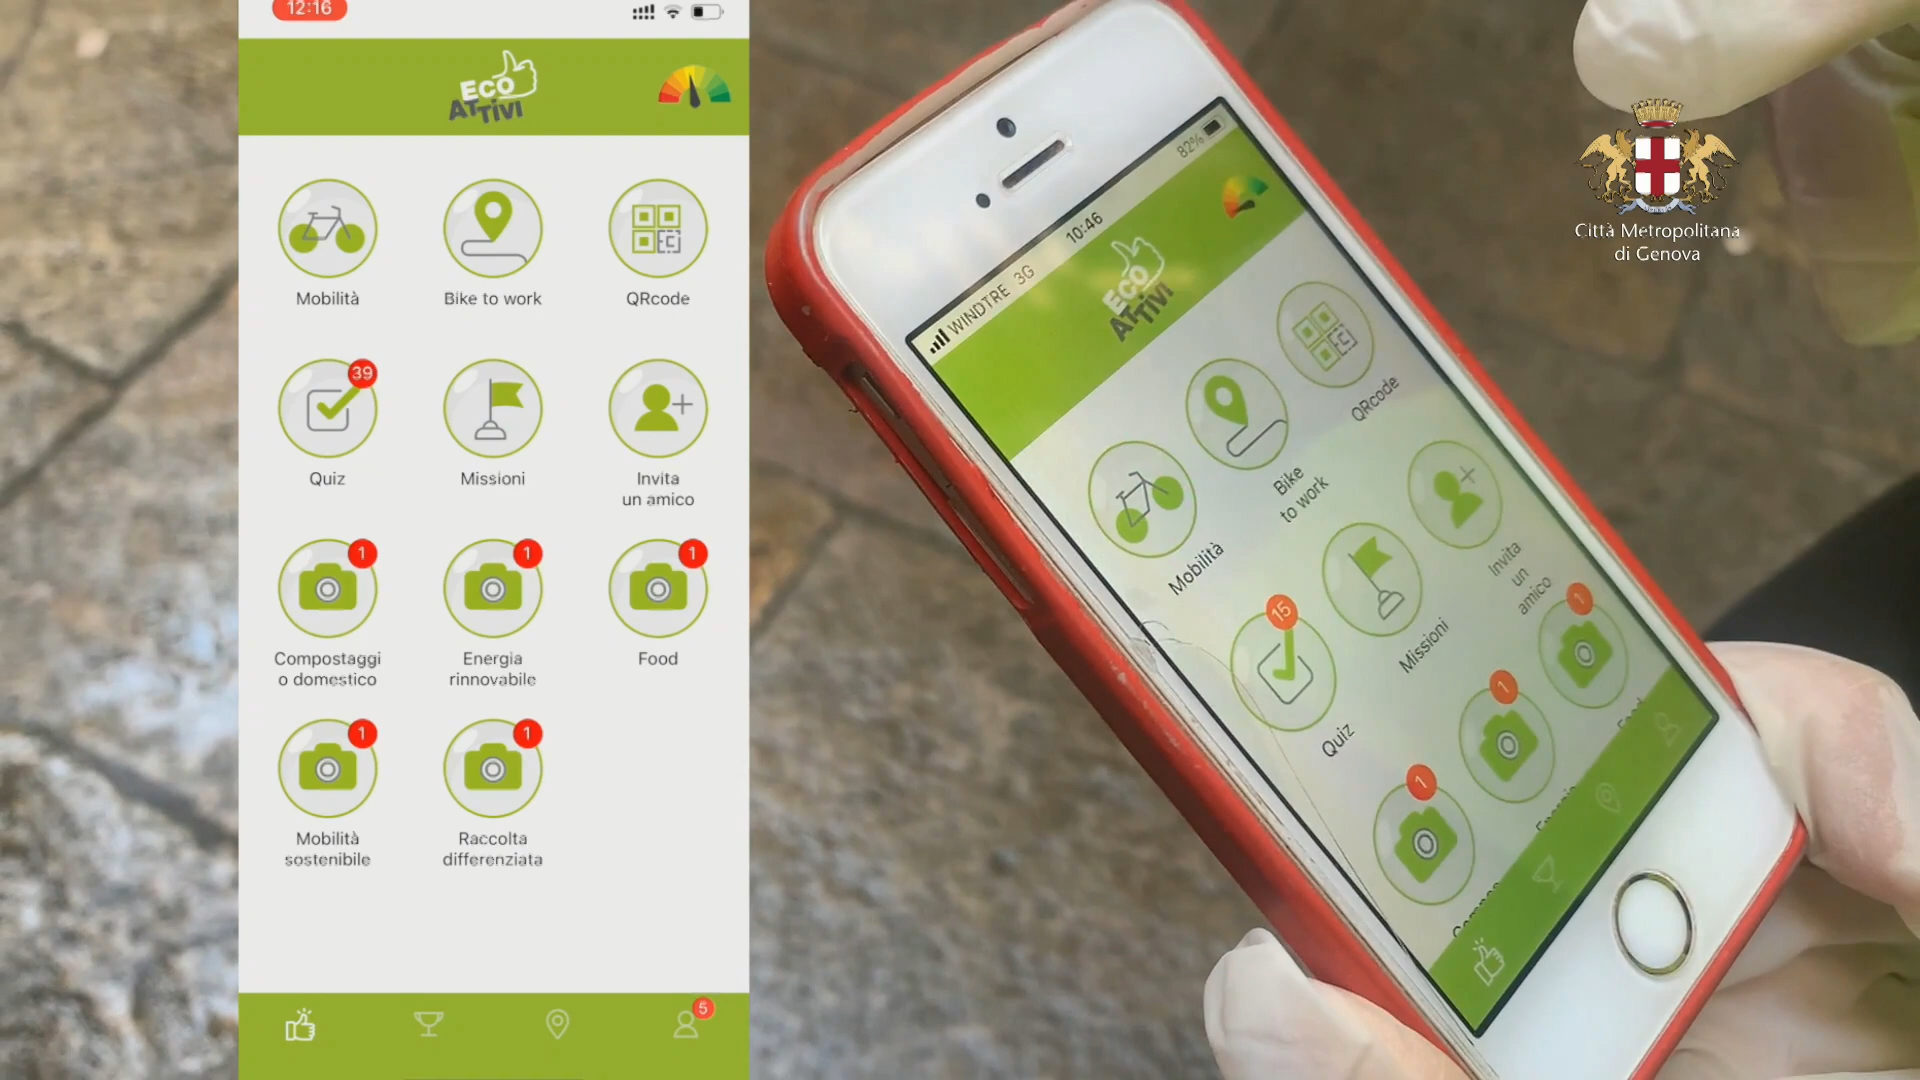 12:16
ECO
ATTIVI
Mobilità
Bike to work
QRcode
39
Quiz
Missioni
Invita
un amico
1
1
1
Compostaggi
o domestico
Energia
rinnovabile
Food
1
1
Mobilità
sostenibile
Raccolta
differenziata
5
WINDTRE 3G
10:46
82%
ECO
ATTIVI
Mobilità
Bike
to work
QRcode
15
Quiz
Missioni
Invita
un
amico
1
1
1
Città Metropolitana
di Genova